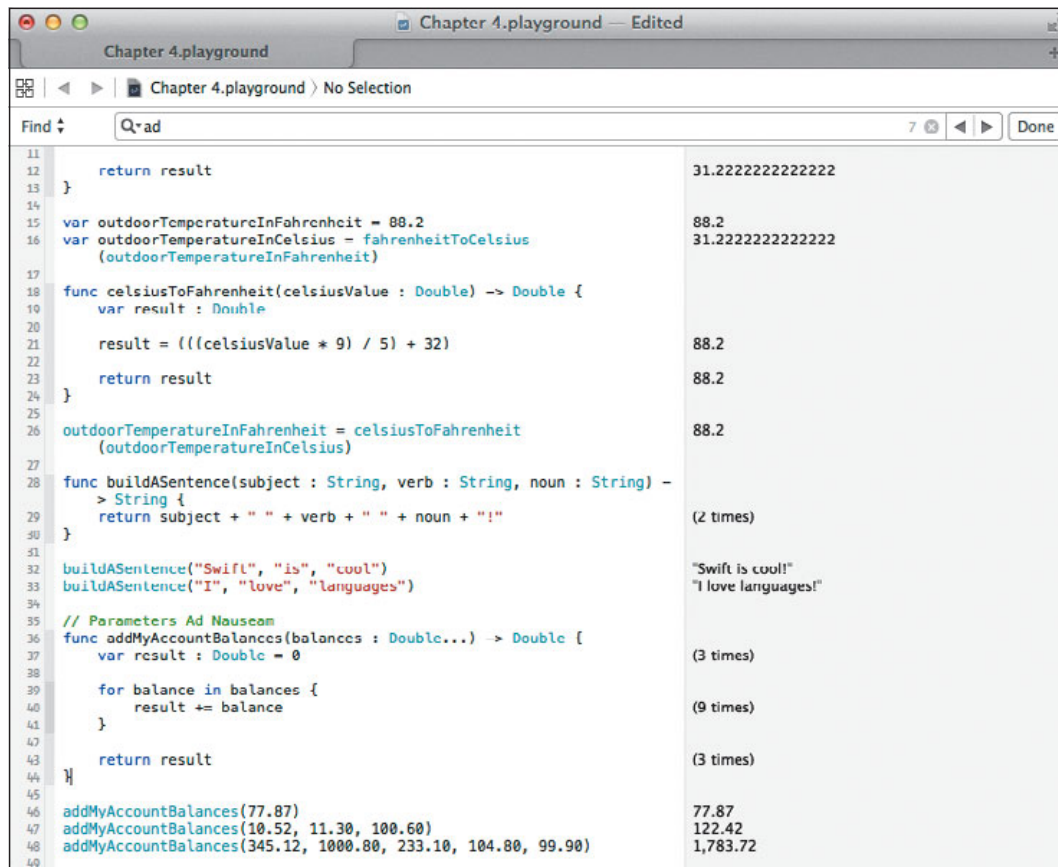 Chapter 4.playground — Edited
Chapter 4.playground
Chapter 4.playground 〉 No Selection
Find ad 7 Done
11
12 return result 31.2222222222222
13 }
14
15 var outdoorTemperatureInFahrenheit = 88.2 88.2
16 var outdoorTemperatureInCelsius = fahrenheitToCelsius 31.2222222222222
(outdoorTemperatureInFahrenheit)
17
18 func celsiusToFahrenheit(celsiusValue : Double) -> Double {
19 var result : Double
20
21 result = (((celsiusValue * 9) / 5) + 32) 88.2
22
23 return result 88.2
24 }
25
26 outdoorTemperatureInFahrenheit = celsiusToFahrenheit 88.2
(outdoorTemperatureInCelsius)
27
28 func buildASentence(subject : String, verb : String, noun : String) -
> String {
29 return subject + " " + verb + " " + noun + "!" (2 times)
30 }
31
32 buildASentence("Swift", "is", "cool") "Swift is cool!"
33 buildASentence("I", "love", "languages") "I love languages!"
34
35 // Parameters Ad Nauseam
36 func addMyAccountBalances(balances : Double...) -> Double {
37 var result : Double = 0 (3 times)
38
39 for balance in balances {
40 result += balance (9 times)
41 }
42
43 return result (3 times)
44 }
45
46 addMyAccountBalances(77.87) 77.87
47 addMyAccountBalances(10.52, 11.30, 100.60) 122.42
48 addMyAccountBalances(345.12, 1000.80, 233.10, 104.80, 99.90) 1,783.72
49